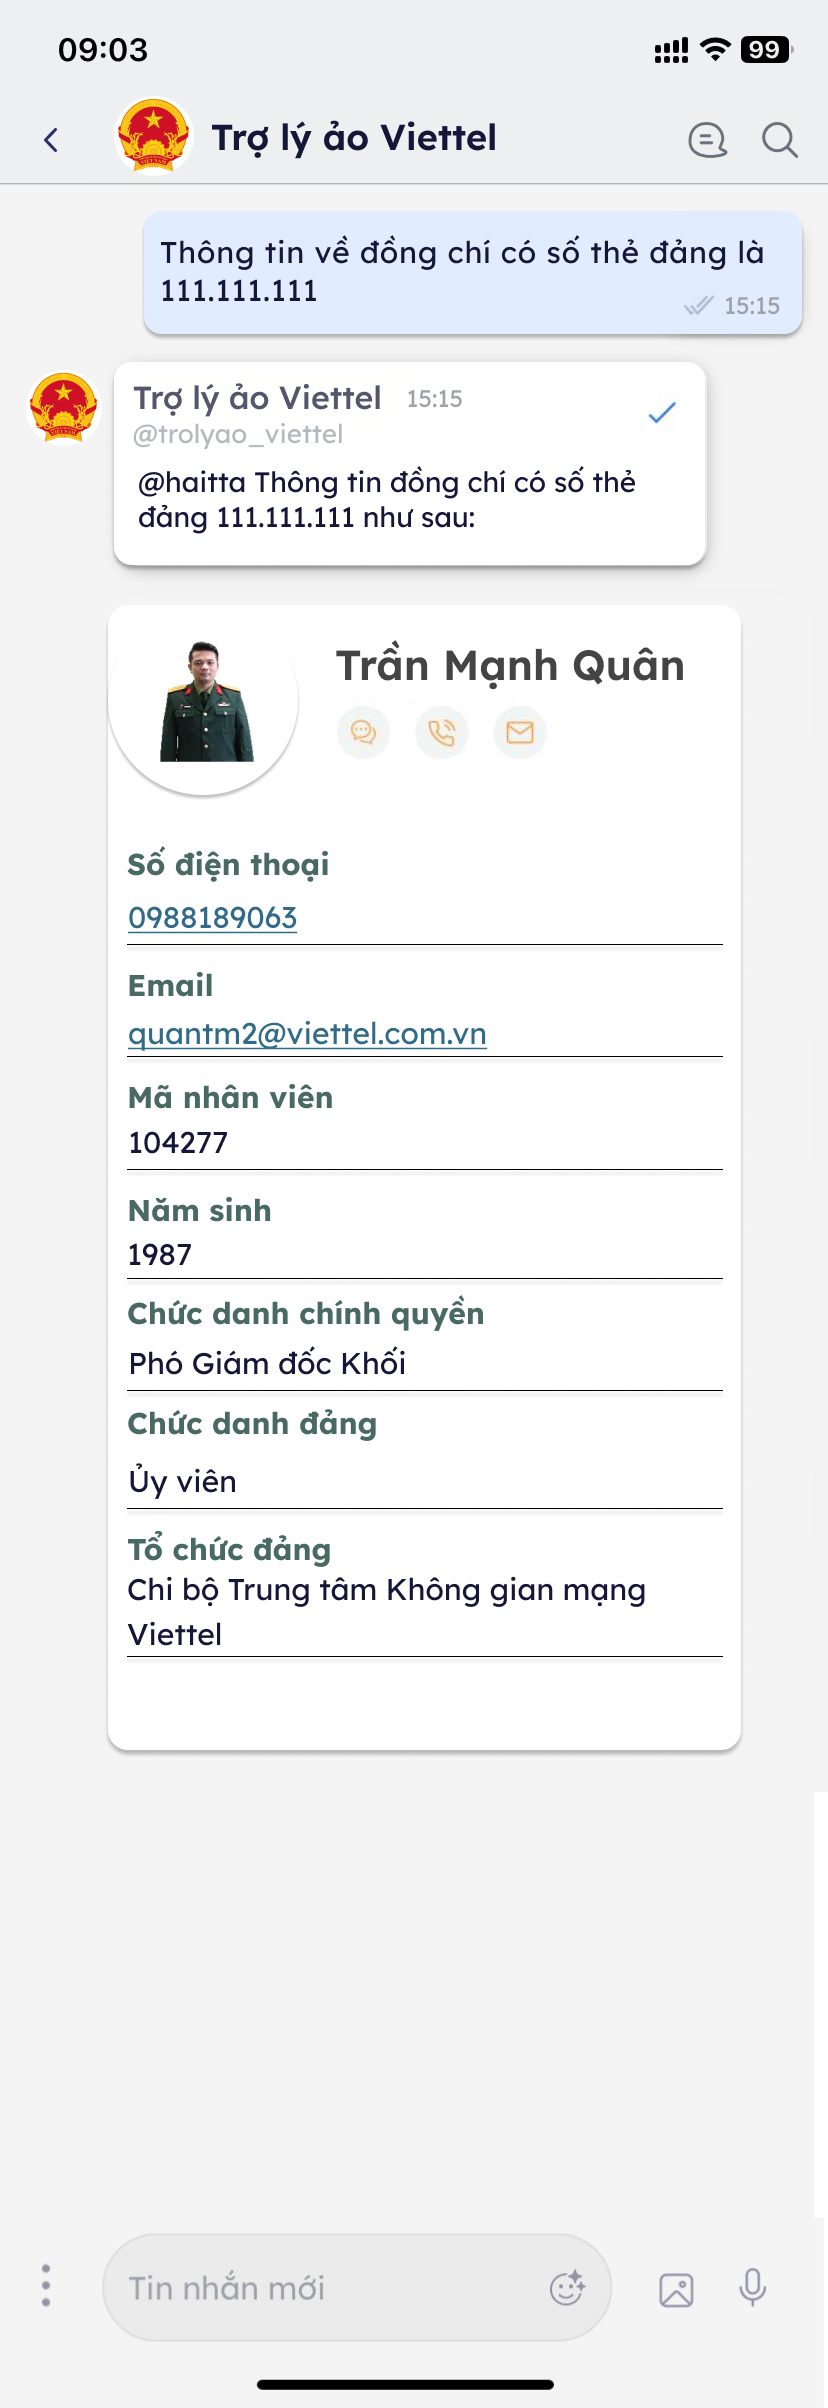 09:03
99
Trợ lý ảo Viettel
Thông tin về đồng chí có số thẻ đảng là
111.111.111
15:15
Trợ lý ảo Viettel 15:15
@trolyao_viettel
@haitta Thông tin đồng chí có số thẻ
đảng 111.111.111 như sau:
Trần Mạnh Quân
Số điện thoại
0988189063
Email
quantm2@viettel.com.vn
Mã nhân viên
104277
Năm sinh
1987
Chức danh chính quyền
Phó Giám đốc Khối
Chức danh đảng
Ủy viên
Tổ chức đảng
Chi bộ Trung tâm Không gian mạng
Viettel
Tin nhắn mới